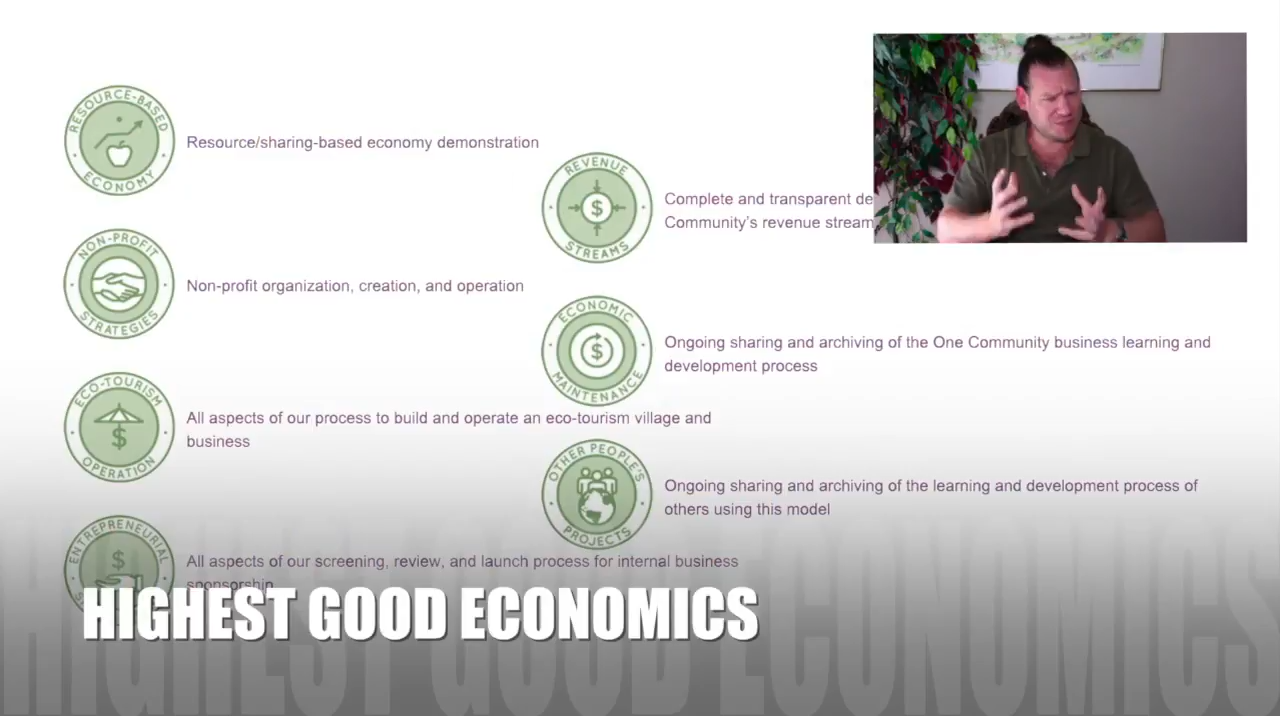 RESOURCE-BASED
ECONOMY
Resource/sharing-based economy demonstration
NON-PROFIT
STRATEGIES
Non-profit organization, creation, and operation
ECO-TOURISM
$
OPERATION
All aspects of our process to build and operate an eco-tourism village and
business
ENTREPRENEURIAL
$
All aspects of our screening, review, and launch process for internal business
sponsorship
REVENUE
$
STREAMS
Complete and transparent de
Community's revenue stream
ECONOMIC
$
MAINTENANCE
Ongoing sharing and archiving of the One Community business learning and
development process
OTHER PEOPLE'S
PROJECTS
Ongoing sharing and archiving of the learning and development process of
others using this model
HIGHEST GOOD ECONOMICS
HIGHEST GOOD ECONOMICS